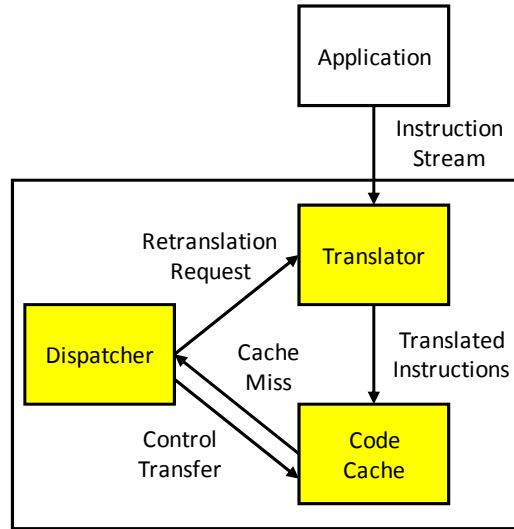 Application
Instruction
Stream
Retranslation
Request
Translator
Dispatcher
Cache
Miss
Translated
Instructions
Control
Transfer
Code
Cache